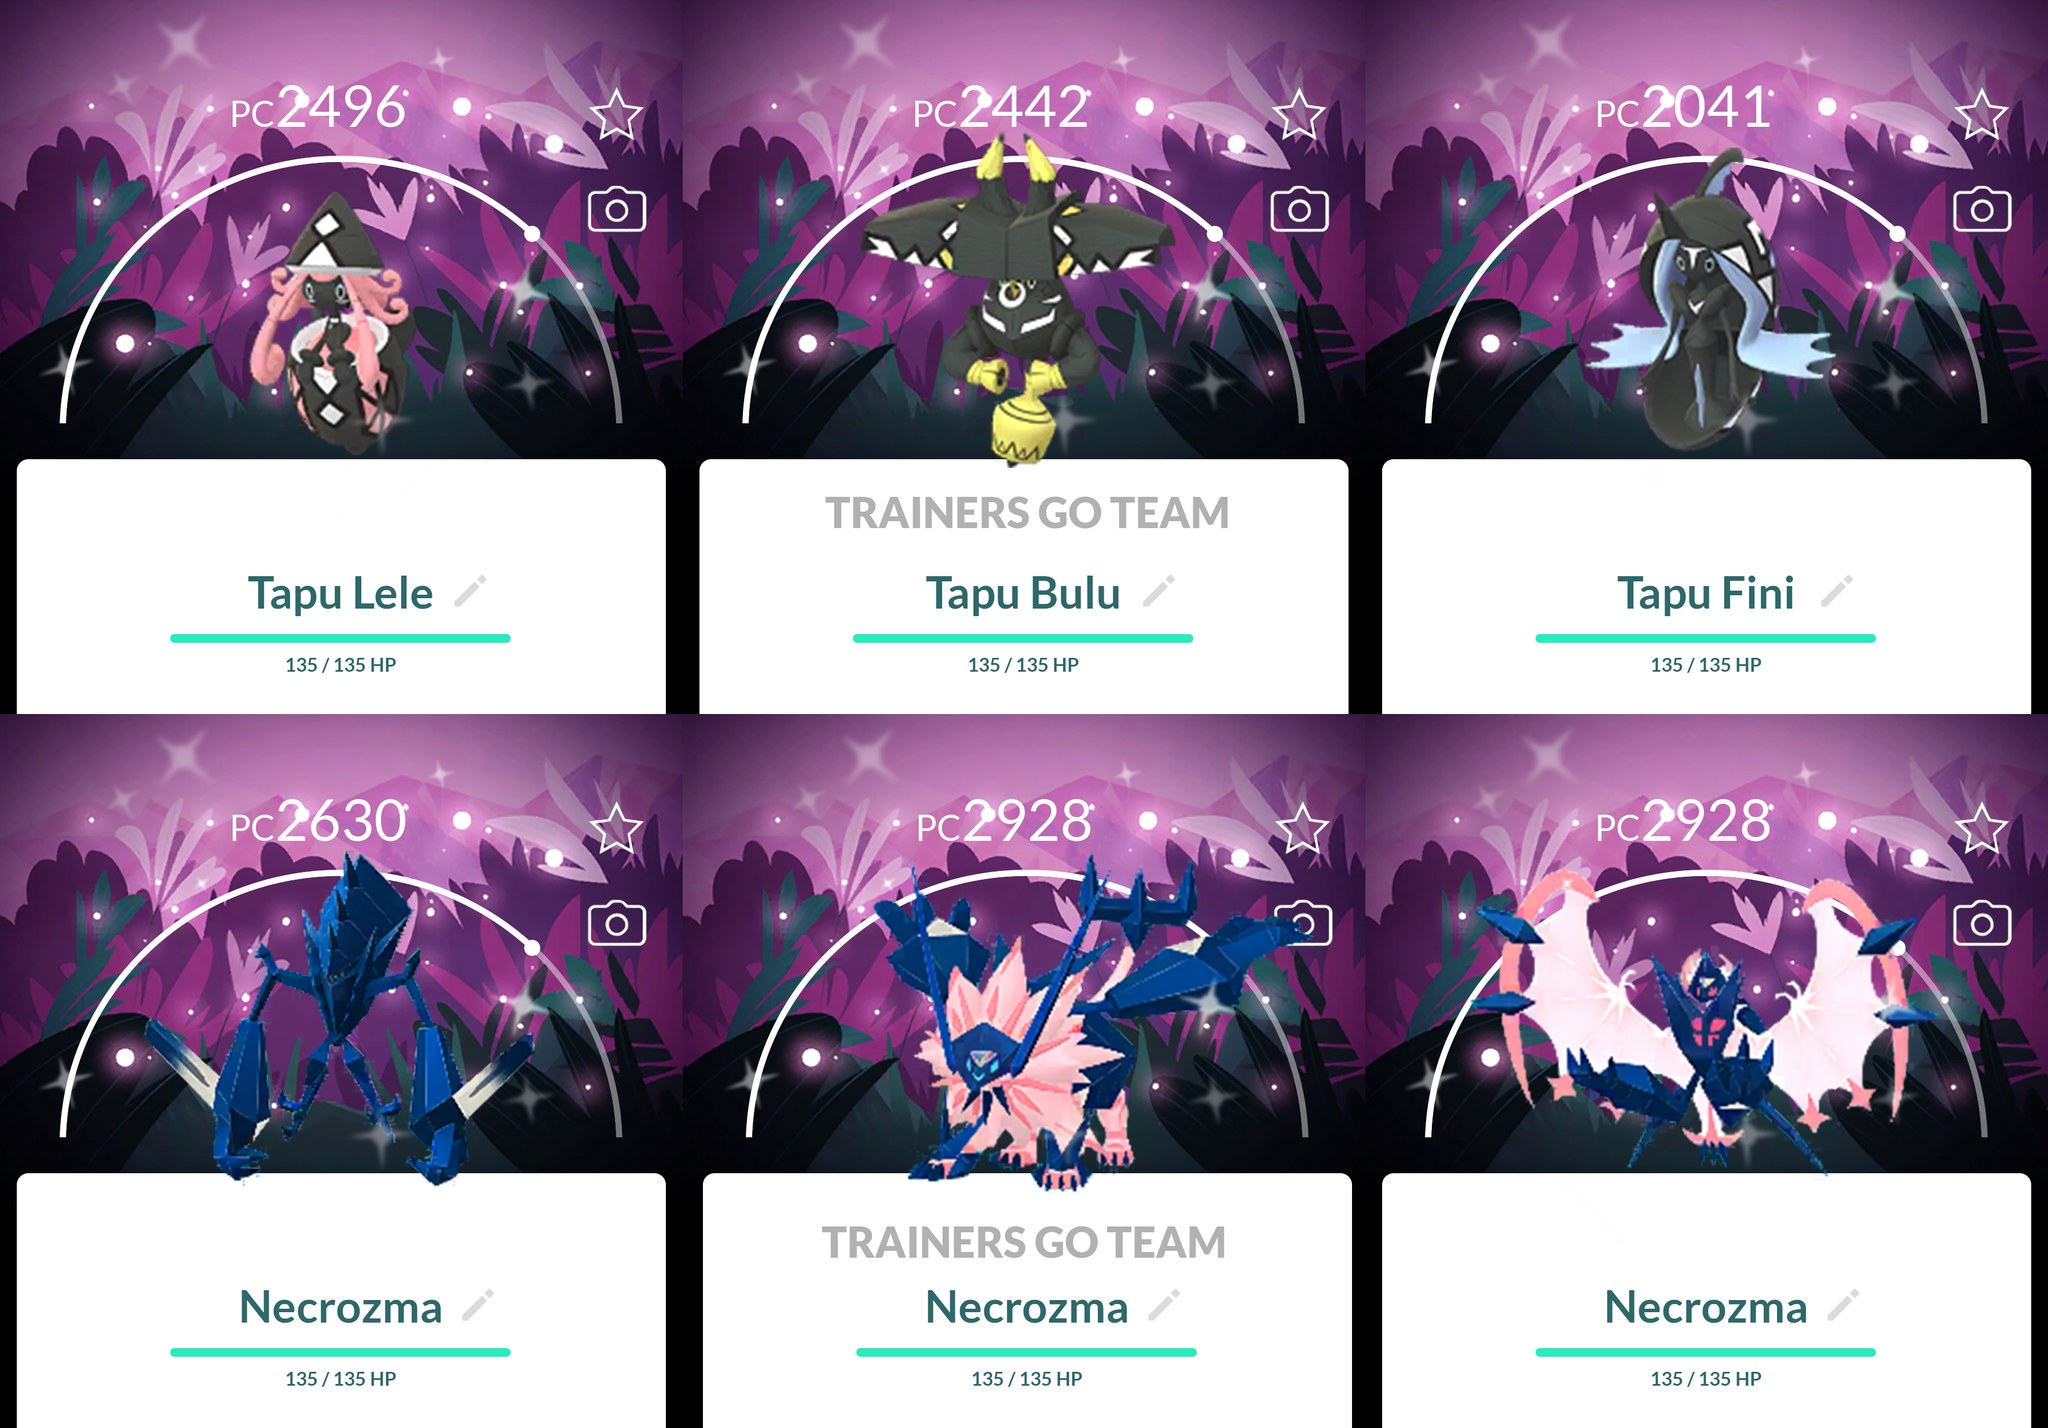 PC2496
PC2442
PC2041
TRAINERS GO TEAM
Tapu Lele
Tapu Bulu
Tapu Fini
135 / 135 HP
135 / 135 HP
135 / 135 HP
PC2630
PC2928
PC2928
TRAINERS GO TEAM
Necrozma
Necrozma
Necrozma
135 / 135 HP
135 / 135 HP
135 / 135 HP